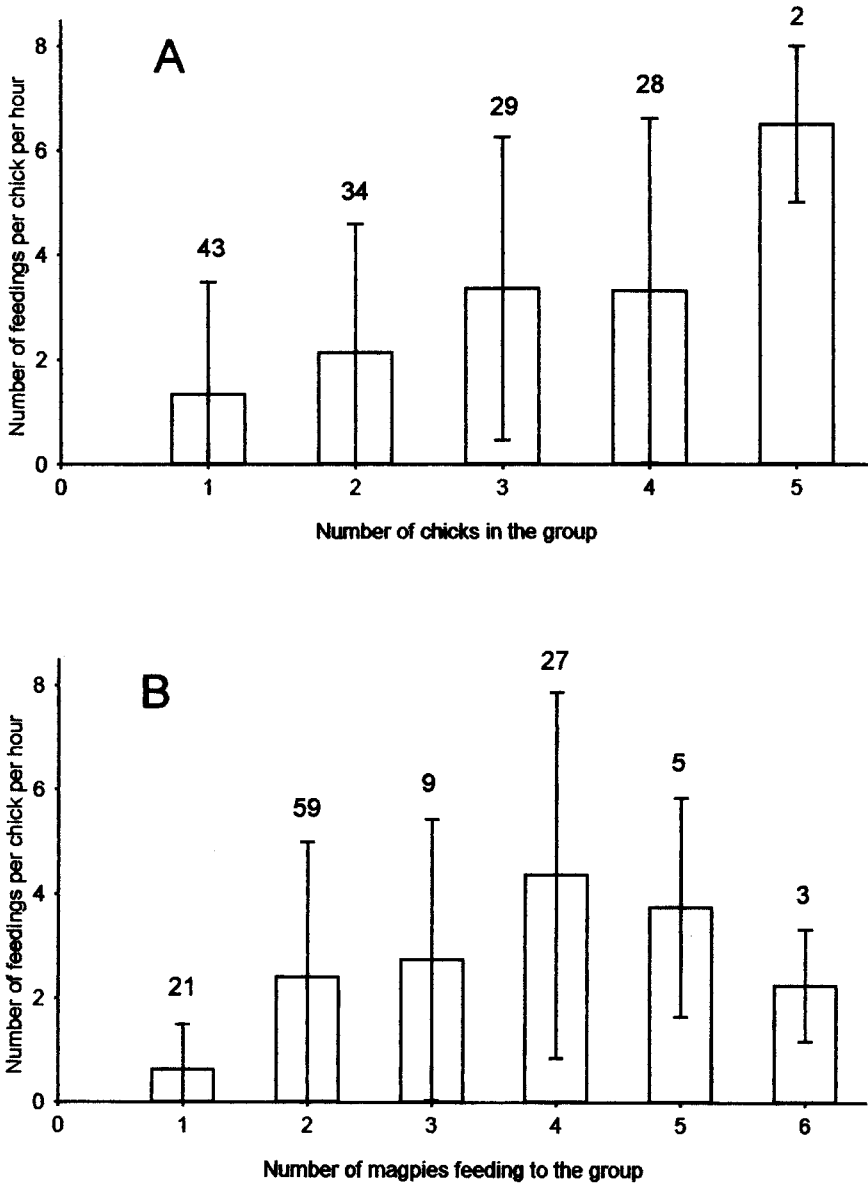 A
Number of feedings per chick per hour
8
6
4
2
0
43
34
29
28
2
0 1 2 3 4 5
Number of chicks in the group
B
Number of feedings per chick per hour
8
6
4
2
0
21
59
9
27
5
3
0 1 2 3 4 5 6
Number of magpies feeding to the group